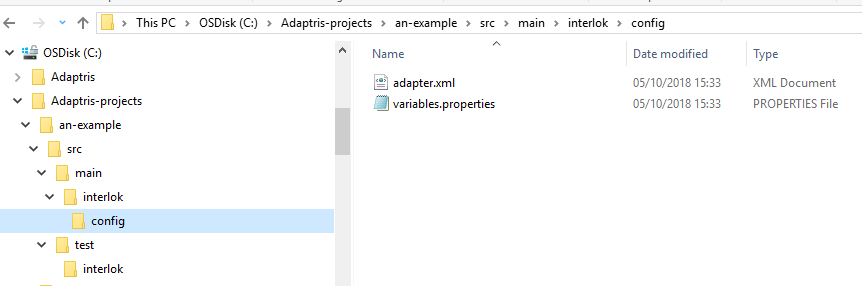 This PC > OSDisk (C:) > Adaptris-projects > an-example > src > main > interlok > config
OSDisk (C:)
Adaptris
Adaptris-projects
an-example
src
main
interlok
config
test
interlok
Name Date modified Type
adapter.xml 05/10/2018 15:33 XML Document
variables.properties 05/10/2018 15:33 PROPERTIES File